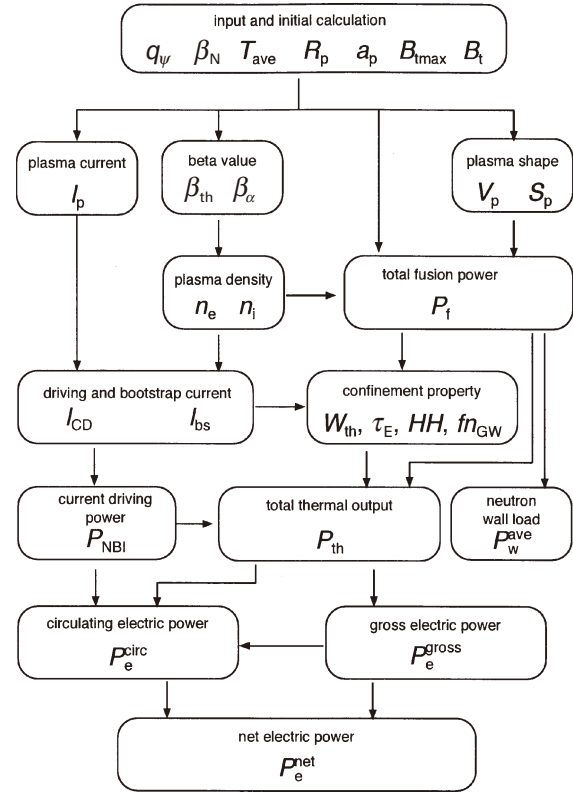 input and initial calculation
qψ βN Tave Rp ap Btmax Bt
plasma current
Ip
beta value
βth βα
plasma shape
Vp Sp
plasma density
ne ni
total fusion power
Pf
driving and bootstrap current
ICD Ibs
confinement property
Wth, τE, HH, fnGW
current driving
power
PNBI
total thermal output
Pth
neutron
wall load
Pwave
circulating electric power
Pecirc
gross electric power
Pegross
net electric power
Penet